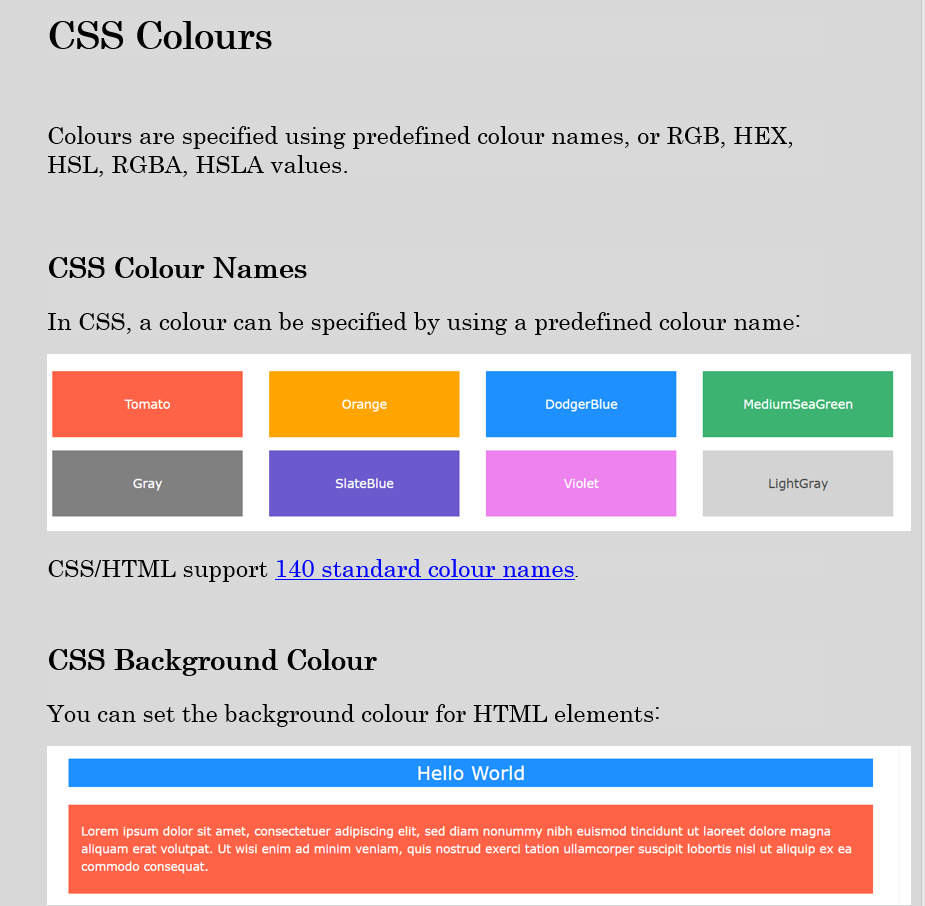 CSS Colours
Colours are specified using predefined colour names, or RGB, HEX,
HSL, RGBA, HSLA values.
CSS Colour Names
In CSS, a colour can be specified by using a predefined colour name:
Tomato
Orange
DodgerBlue
MediumSeaGreen
Gray
SlateBlue
Violet
LightGray
CSS/HTML support 140 standard colour names.
CSS Background Colour
You can set the background colour for HTML elements:
Hello World
Lorem ipsum dolor sit amet, consectetuer adipiscing elit, sed diam nonummy nibh euismod tincidunt ut laoreet dolore magna
aliquam erat volutpat. Ut wisi enim ad minim veniam, quis nostrud exerci tation ullamcorper suscipit lobortis nisl ut aliquip ex ea
commodo consequat.